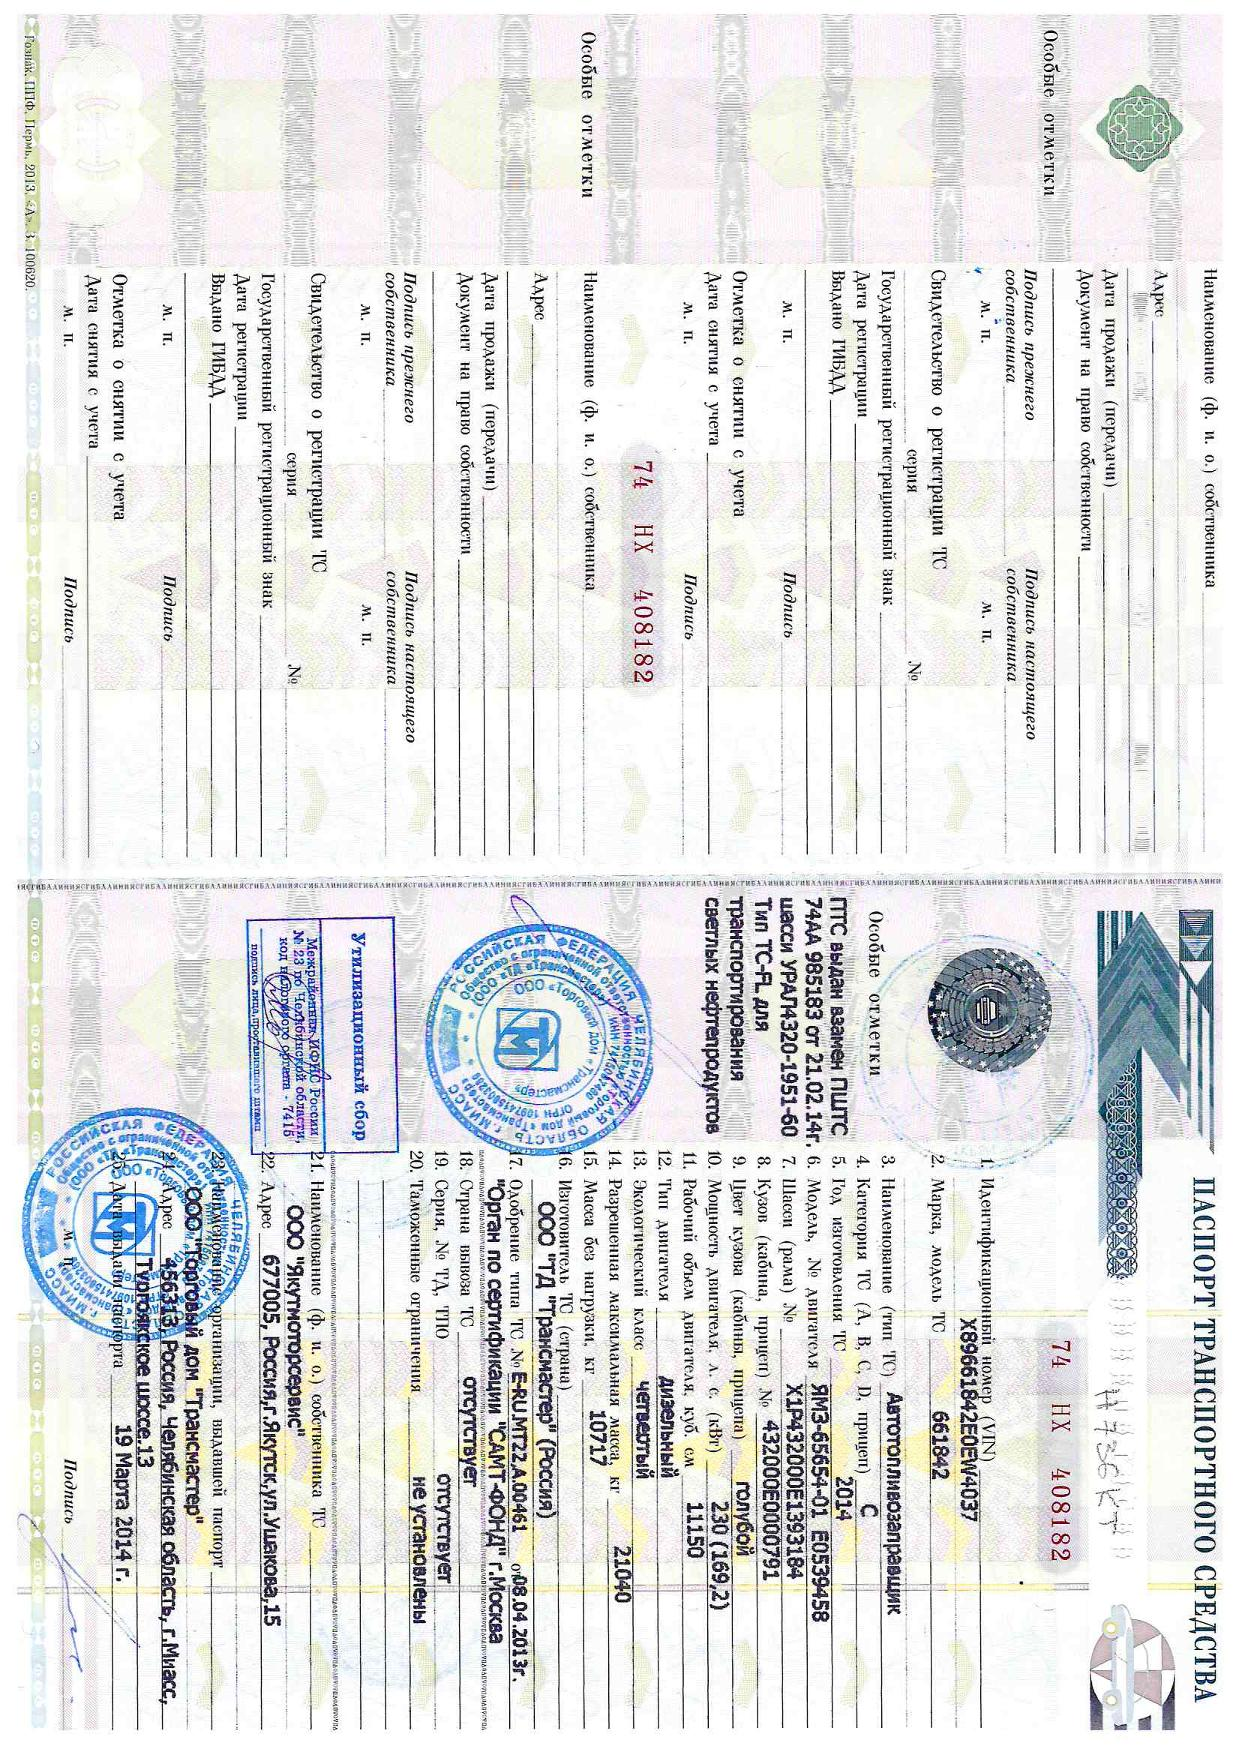 ПАСПОРТ ТРАНСПОРТНОГО СРЕДСТВА
74 НХ 408182
1. Идентификационный номер (VIN) X89661842E0EW4037
2. Марка, модель ТС 661842
3. Наименование (тип ТС) Автотопливозаправщик
4. Категория ТС (А, В, С, D, прицеп) С
5. Год изготовления ТС 2014
6. Модель, № двигателя ЯМЗ-65654-01 E0539458
7. Шасси (рама) № X1P432000E1393184
8. Кузов (кабина, прицеп) № 432000E0000791
9. Цвет кузова (кабины, прицепа) голубой
10. Мощность двигателя, л. с. (кВт) 230 (169,2)
11. Рабочий объем двигателя, куб. см 11150
12. Тип двигателя дизельный
13. Экологический класс четвертый
14. Разрешенная максимальная масса, кг 21040
15. Масса без нагрузки, кг 10717
16. Изготовитель ТС (страна)
ООО "ТД "Трансмастер" (Россия)
17. Одобрение типа ТС № E-RU.MT22.A.00461 от 08.04.2013г.
"Орган по сертификации "САМТ-ФОНД" г.Москва
18. Страна вывоза ТС отсутствует
19. Серия, № ТД, ТПО отсутствует
20. Таможенные ограничения не установлены
21. Наименование (ф. и. о.) собственника ТС
ООО "Якутмоторсервис"
22. Адрес 677005, Россия,г.Якутск,ул.Ушакова,15
23. Наименование организации, выдавшей паспорт
ООО "Торговый дом "Трансмастер"
24. Адрес 456313,Россия, Челябинская область, г.Миасс,
Тургоякское шоссе,13
25. Дата выдачи паспорта 19 Марта 2014 г.
М. П. Подпись
Особые отметки
ПТС выдан взамен ПШТС
74АА 985183 от 21.02.14г.
шасси УРАЛ4320-1951-60
Тип ТС-FL для
транспортирования
светлых нефтепродуктов
РОССИЙСКАЯ ФЕДЕРАЦИЯ ЧЕЛЯБИНСКАЯ ОБЛАСТЬ г. МИАСС
ООО «Торговый дом «Трансмастер»
ТМ
Утилизационный сбор
Межрайонная ИФНС России
№ 23 по Челябинской области,
код налогового органа - 7415
подпись лица, проставившего штамп
Наименование (ф. и. о.) собственника
Адрес
Дата продажи (передачи)
Документ на право собственности
Подпись прежнего собственника
Подпись настоящего собственника
м. п. м. п.
Свидетельство о регистрации ТС
серия №
Государственный регистрационный знак
Дата регистрации
Выдано ГИБДД
м. п. Подпись
Отметка о снятии с учета
Дата снятия с учета
м. п. Подпись
74 НХ 408182
Наименование (ф. и. о.) собственника
Адрес
Дата продажи (передачи)
Документ на право собственности
Подпись прежнего собственника
Подпись настоящего собственника
м. п. м. п.
Свидетельство о регистрации ТС
серия №
Государственный регистрационный знак
Дата регистрации
Выдано ГИБДД
м. п. Подпись
Отметка о снятии с учета
Дата снятия с учета
м. п. Подпись
Особые отметки
Особые отметки
Гознак, ППФ, Пермь, 2013, «А». З. 100620.